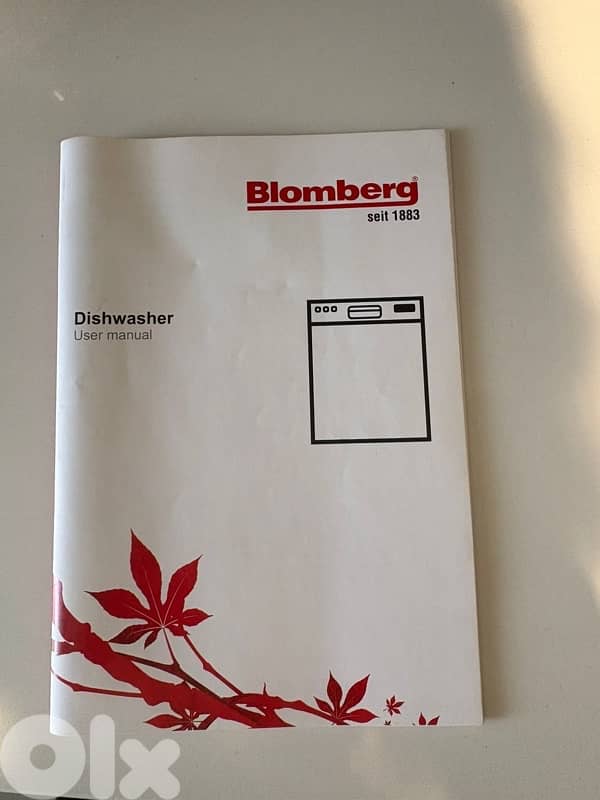 Blomberg®
seit 1883
Dishwasher
User manual
Olx